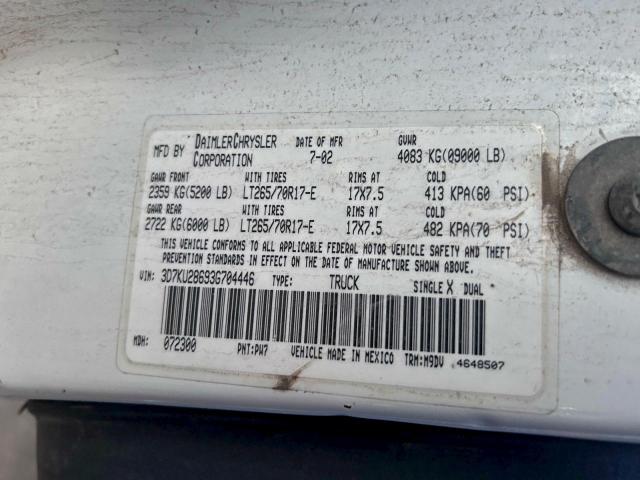 MFD BY DAIMLERCHRYSLER CORPORATION DATE OF MFR 7-02 GVWR 4083 KG(09000 LB)
GAWR FRONT WITH TIRES RIMS AT COLD
2359 KG(5200 LB) LT265/70R17-E 17X7.5 413 KPA(60 PSI)
GAWR REAR WITH TIRES RIMS AT COLD
2722 KG(6000 LB) LT265/70R17-E 17X7.5 482 KPA(70 PSI)
THIS VEHICLE CONFORMS TO ALL APPLICABLE FEDERAL MOTOR VEHICLE SAFETY AND THEFT
PREVENTION STANDARDS IN EFFECT ON THE DATE OF MANUFACTURE SHOWN ABOVE.
VIN: 3D7KU28693G704446 TYPE: TRUCK SINGLE X DUAL
MDH: 072300 PNT:PW7 VEHICLE MADE IN MEXICO TRM:M9DV 4648507